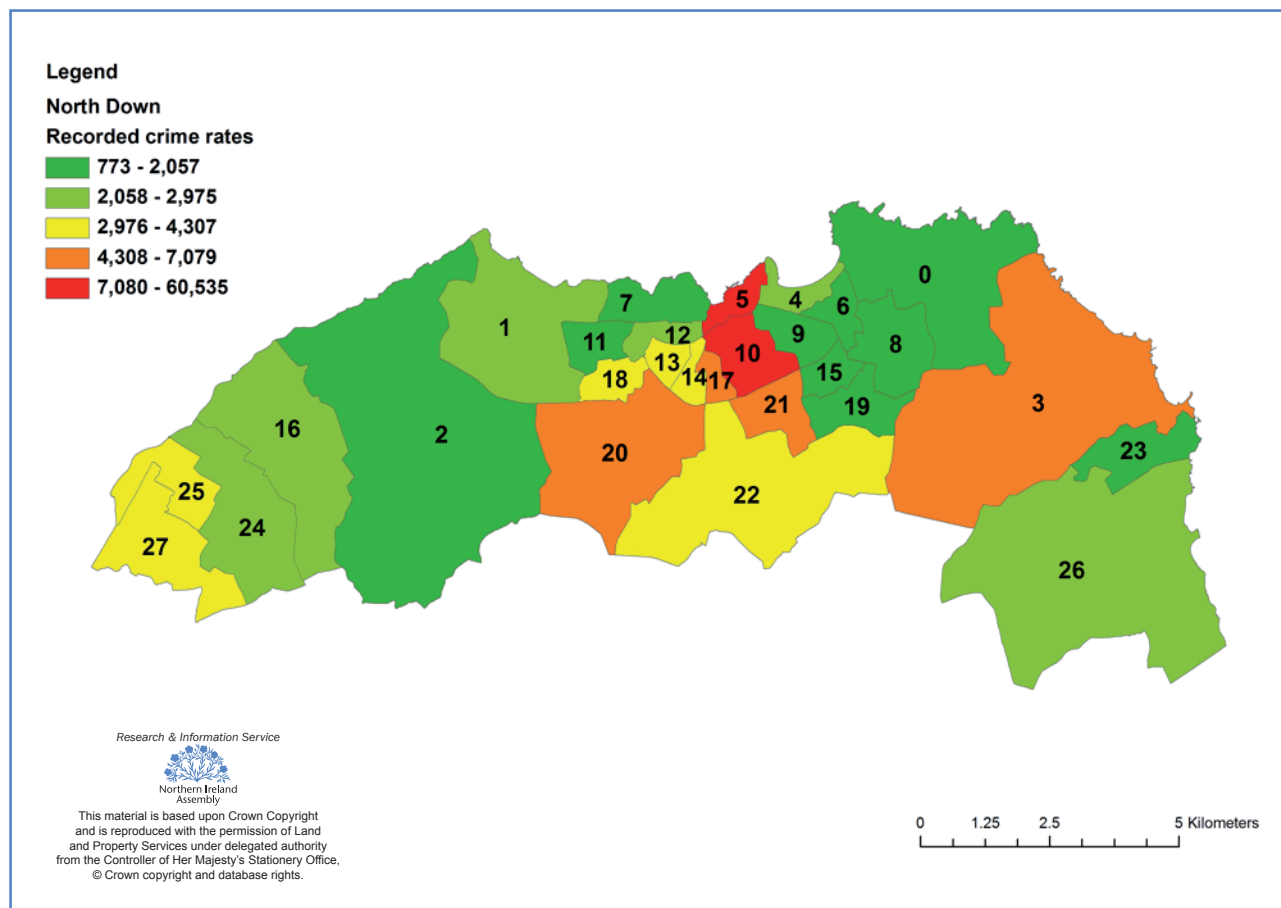 Legend
North Down
Recorded crime rates
773 - 2,057
2,058 - 2,975
2,976 - 4,307
4,308 - 7,079
7,080 - 60,535
0
1
2
3
4
5
6
7
8
9
10
11
12
13
14
15
16
17
18
19
20
21
22
23
24
25
26
27
Research & Information Service
Northern Ireland
Assembly
This material is based upon Crown Copyright
and is reproduced with the permission of Land
and Property Services under delegated authority
from the Controller of Her Majesty's Stationery Office,
© Crown copyright and database rights.
0 1.25 2.5 5 Kilometers